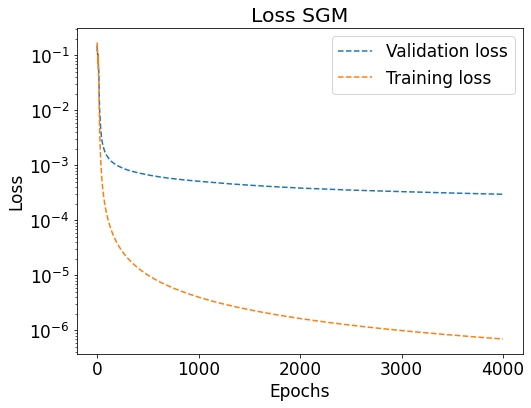 Loss SGM
Validation loss
Training loss
Loss
10⁻¹
10⁻²
10⁻³
10⁻⁴
10⁻⁵
10⁻⁶
0 1000 2000 3000 4000
Epochs